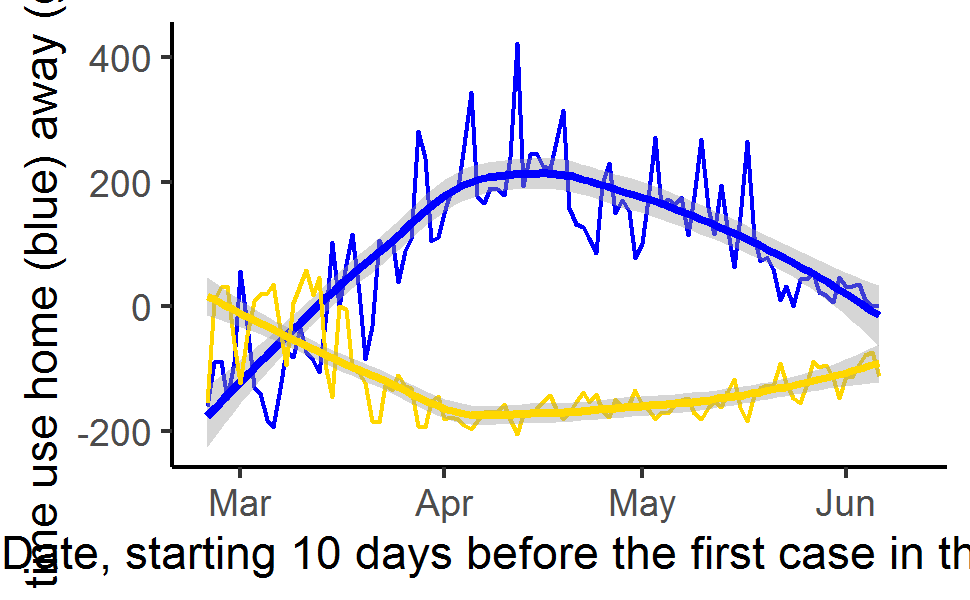 time use home (blue) away (g
400
200
0
-200
Mar Apr May Jun
Date, starting 10 days before the first case in th